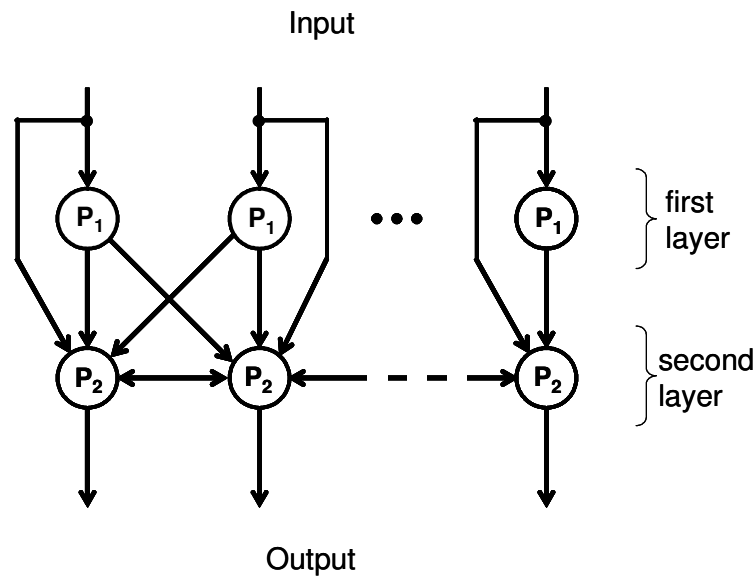 Input
P₁ P₁ ••• P₁
first
layer
P₂ P₂ P₂
second
layer
Output